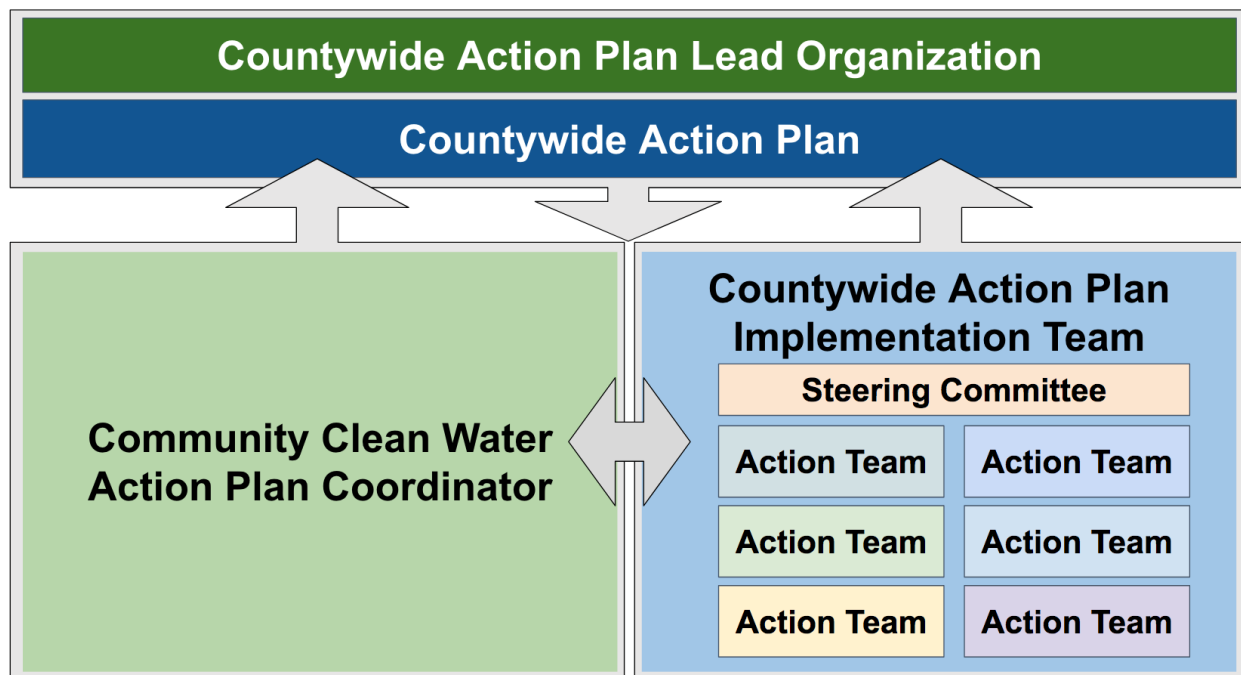 Countywide Action Plan Lead Organization
Countywide Action Plan
Community Clean Water
Action Plan Coordinator
Countywide Action Plan
Implementation Team
Steering Committee
Action Team
Action Team
Action Team
Action Team
Action Team
Action Team